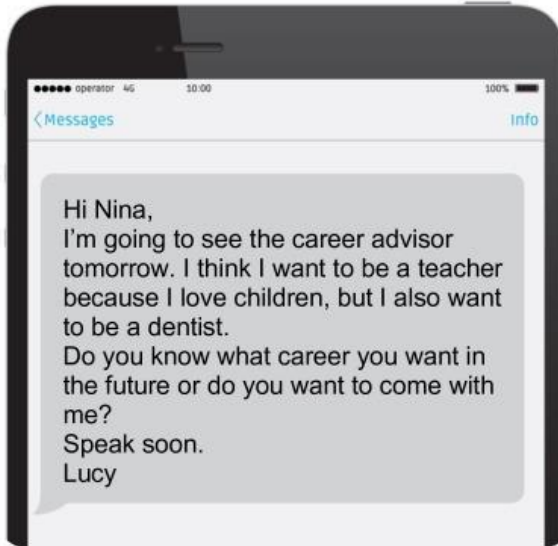 operator 4G 10:00 100%
Messages Info
Hi Nina,
I'm going to see the career advisor
tomorrow. I think I want to be a teacher
because I love children, but I also want
to be a dentist.
Do you know what career you want in
the future or do you want to come with
me?
Speak soon.
Lucy